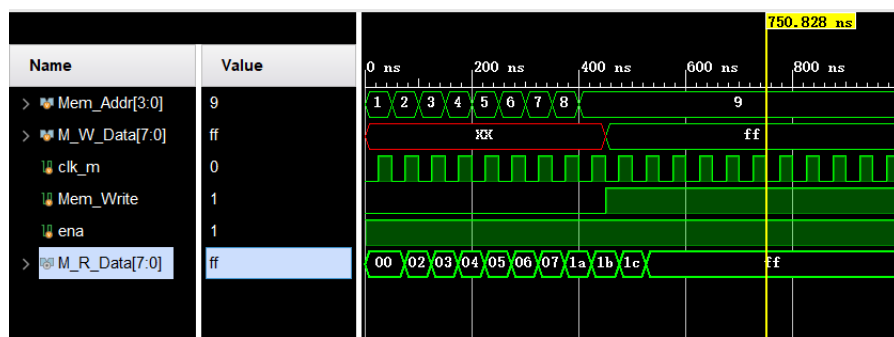 750.828 ns
Name Value 0 ns 200 ns 400 ns 600 ns 800 ns
Mem_Addr[3:0] 9 1 2 3 4 5 6 7 8 9
M_W_Data[7:0] ff XX ff
clk_m 0
Mem_Write 1
ena 1
M_R_Data[7:0] ff 00 02 03 04 05 06 07 1a 1b 1c ff